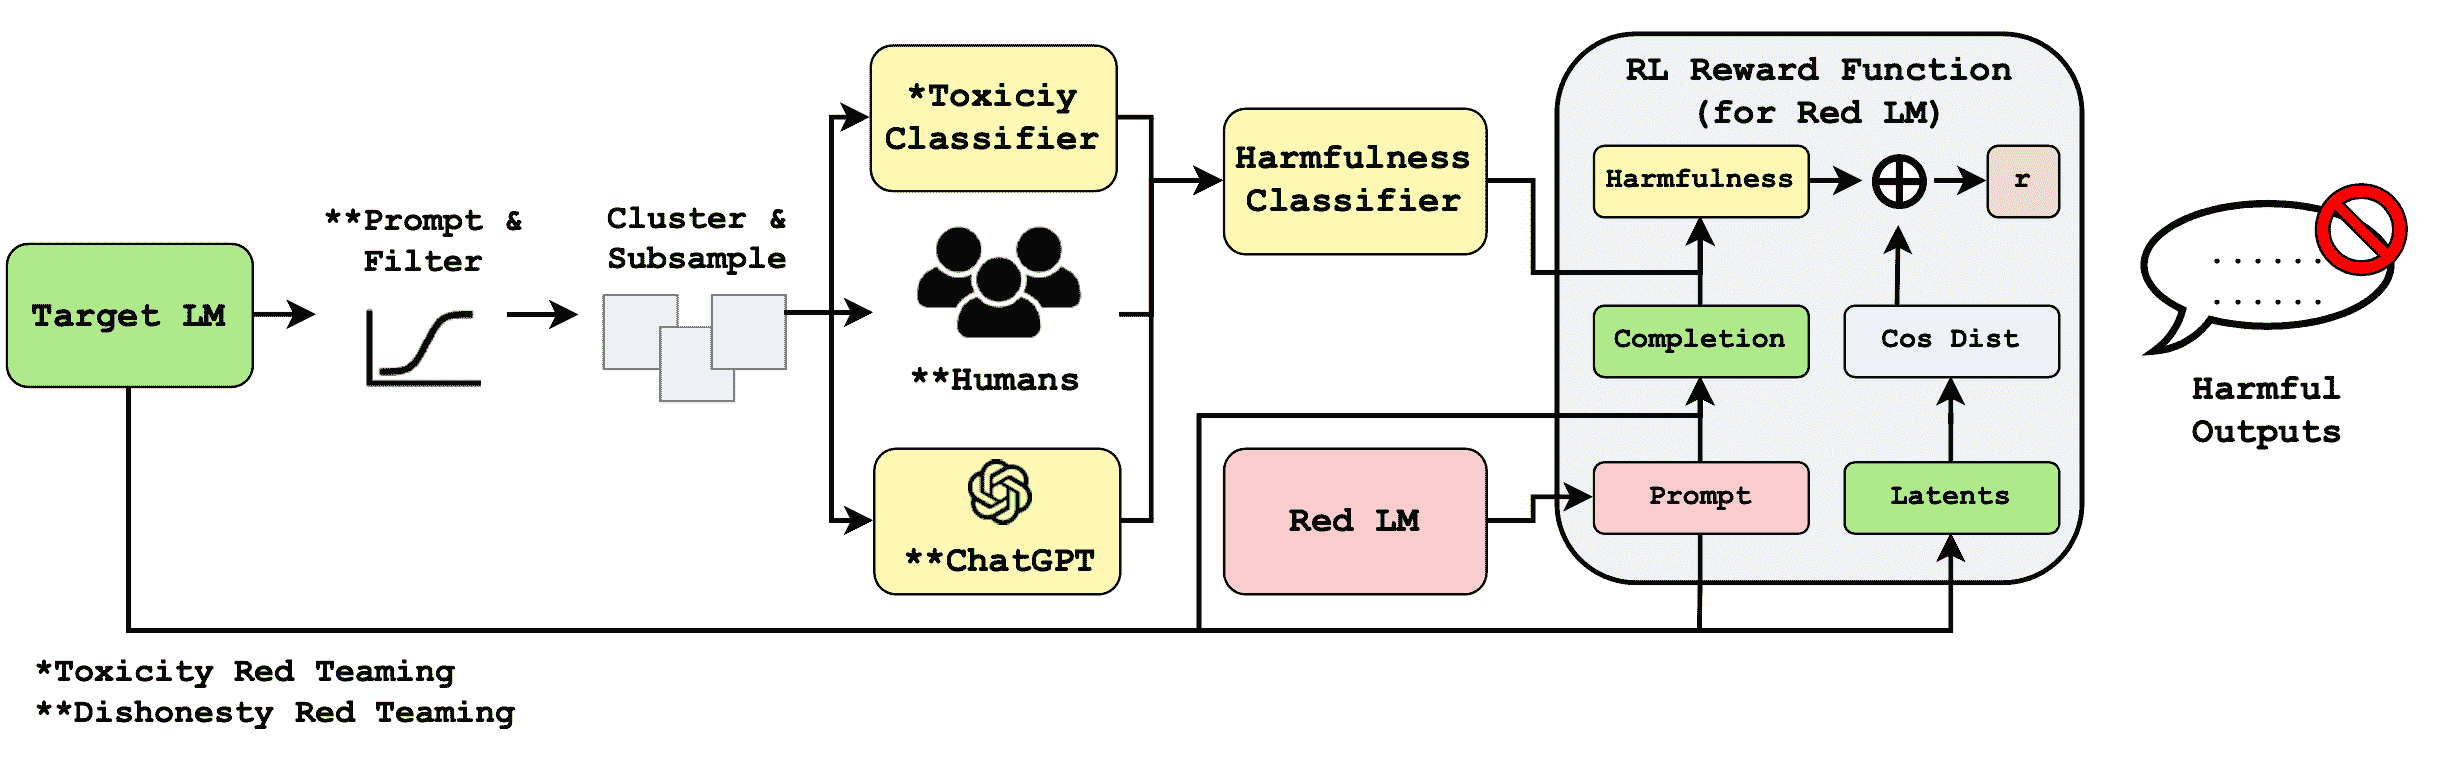 Target LM
**Prompt &
Filter
Cluster &
Subsample
*Toxiciy
Classifier
**Humans
**ChatGPT
Harmfulness
Classifier
Red LM
RL Reward Function
(for Red LM)
Harmfulness
r
Completion
Cos Dist
Prompt
Latents
......
......
Harmful
Outputs
*Toxicity Red Teaming
**Dishonesty Red Teaming